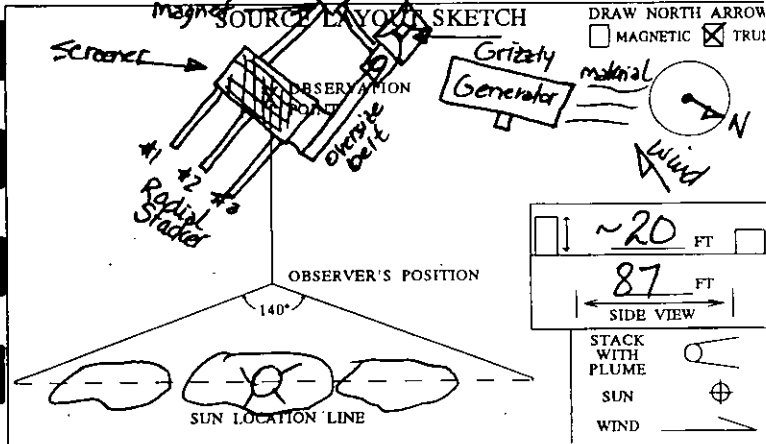 magnet
SOURCE LAYOUT SKETCH
DRAW NORTH ARROW
MAGNETIC TRUE
Screener
Grizzly
material
Generator
OBSERVATION
POINT
oversize
belt
N
Wind
#1
#2
#3
Radial
Stacker
~20 FT
87 FT
SIDE VIEW
OBSERVER'S POSITION
140°
STACK
WITH
PLUME
SUN
WIND
SUN LOCATION LINE